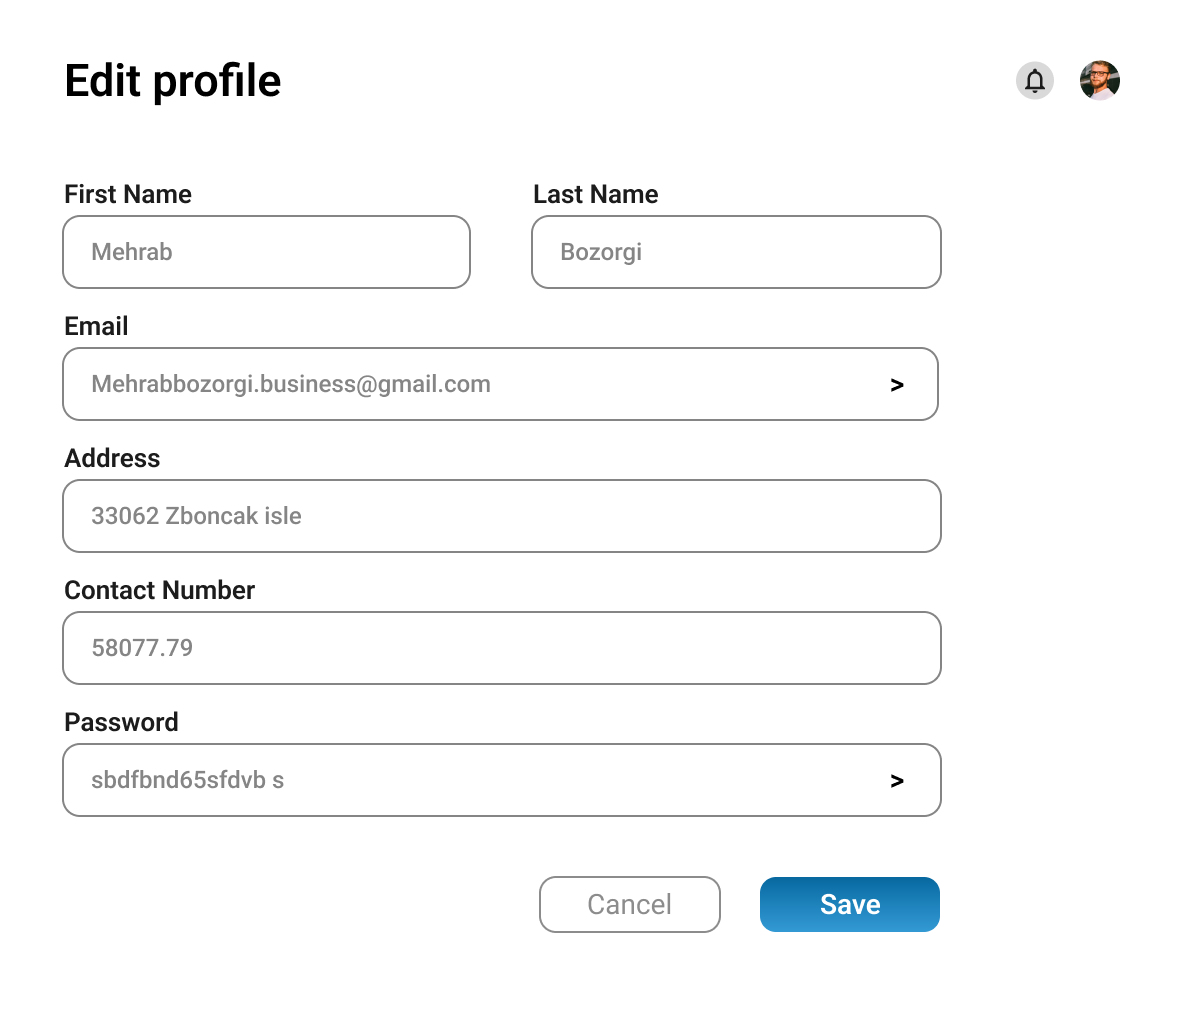 Edit profile
First Name
Last Name
Mehrab
Bozorgi
Email
Mehrabbozorgi.business@gmail.com >
Address
33062 Zboncak isle
Contact Number
58077.79
Password
sbdfbnd65sfdvb s >
Cancel
Save